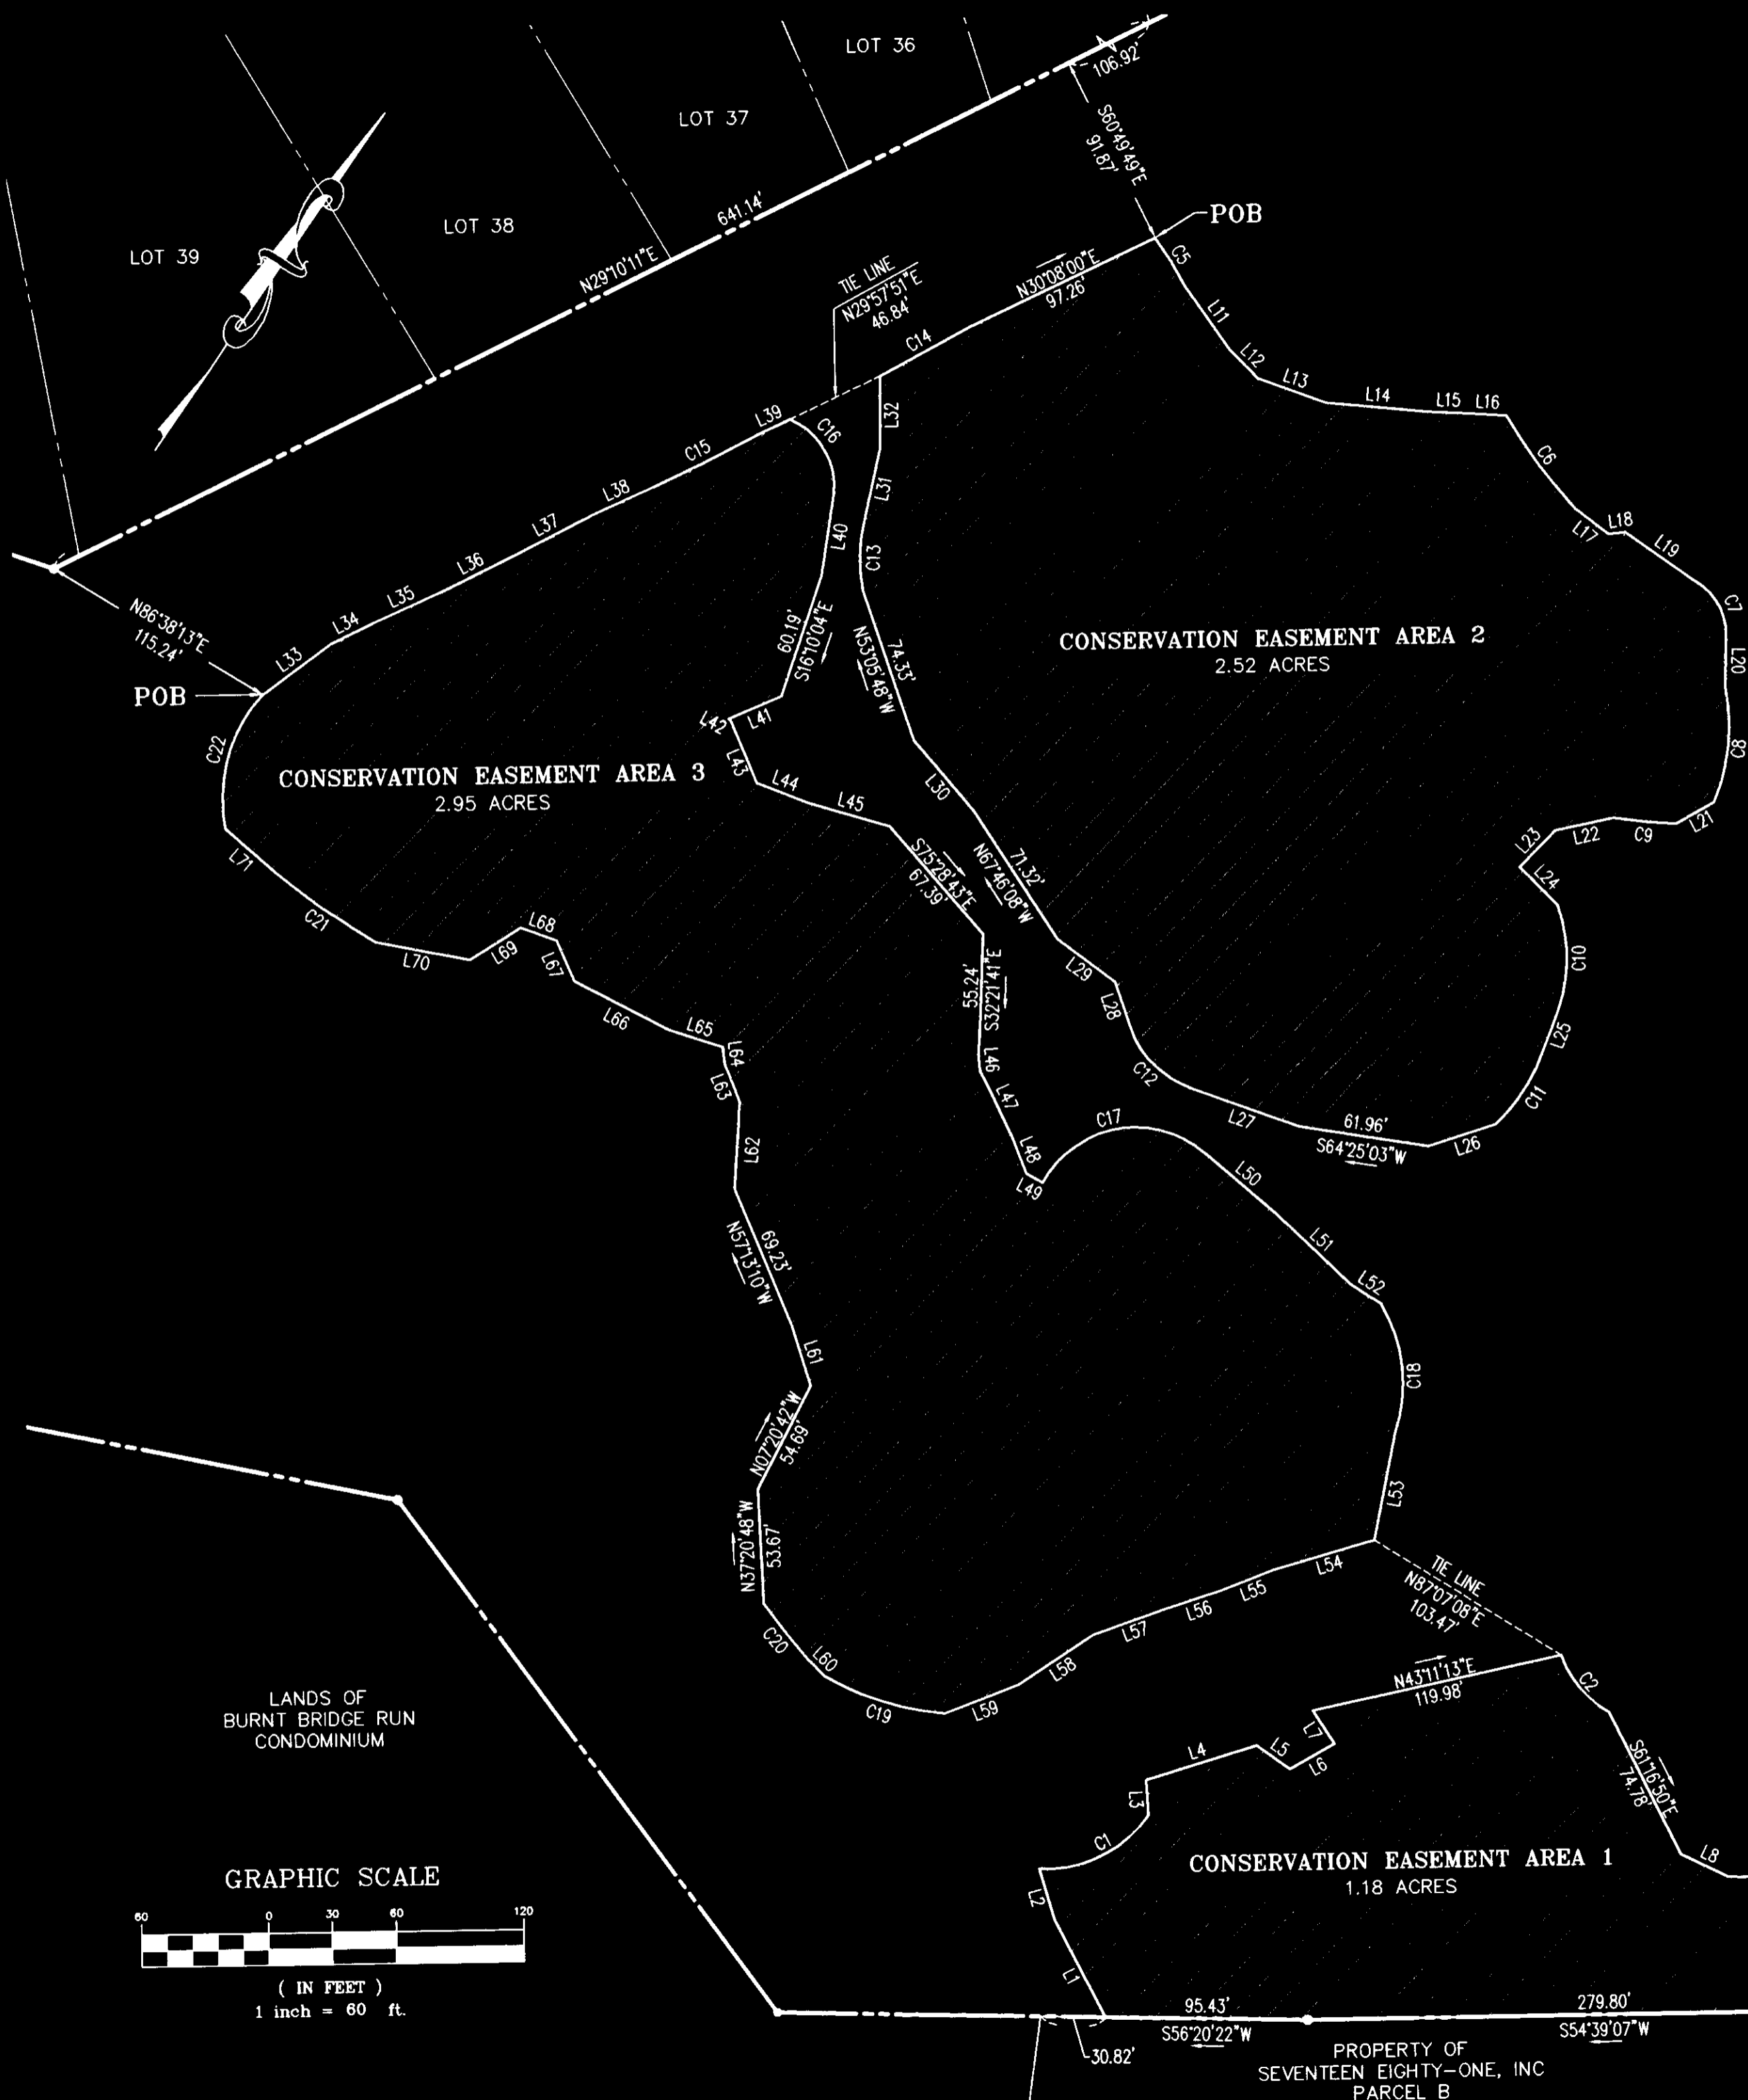 LOT 36
106.92'
LOT 37
S60°49'49"E
91.87'
LOT 38
LOT 39
641.14'
N29°10'11"E
POB
C5
TIE LINE
N29°57'51"E
46.84'
N30°08'00"E
97.26'
L11
L12
L13
L14
L15
L16
C14
L32
L39
C16
C15
L31
L38
L40
C13
L37
L36
L35
L34
L33
C6
L17
L18
L19
C7
L20
C8
L21
C9
L22
L23
L24
C10
L25
C11
L26
CONSERVATION EASEMENT AREA 2
2.52 ACRES
N86°38'13"E
115.24'
POB
C22
60.19'
S16°10'04"E
N53°05'48"W
74.33'
L42
L41
L43
L44
L45
L30
CONSERVATION EASEMENT AREA 3
2.95 ACRES
S75°28'43"E
67.39'
N67°46'08"W
71.32'
L71
C21
L70
L69
L68
L67
L66
L65
L64
L63
L62
55.24'
S32°21'41"E
L29
L28
C12
L27
61.96'
S64°25'03"W
L46
L47
L48
L49
C17
L50
L51
L52
C18
L53
L54
L55
L56
L57
L58
L59
C19
L60
C20
N57°13'10"W
69.23'
L61
N07°20'42"W
54.69'
N37°20'48"W
53.67'
TIE LINE
N87°07'08"E
103.47'
N43°11'13"E
119.98'
C2
L7
L6
L5
L4
L3
C1
L2
L1
S61°16'50"E
74.78'
L8
CONSERVATION EASEMENT AREA 1
1.18 ACRES
LANDS OF
BURNT BRIDGE RUN
CONDOMINIUM
GRAPHIC SCALE
60 0 30 60 120
( IN FEET )
1 inch = 60 ft.
95.43'
S56°20'22"W
279.80'
S54°39'07"W
30.82'
PROPERTY OF
SEVENTEEN EIGHTY-ONE, INC
PARCEL B